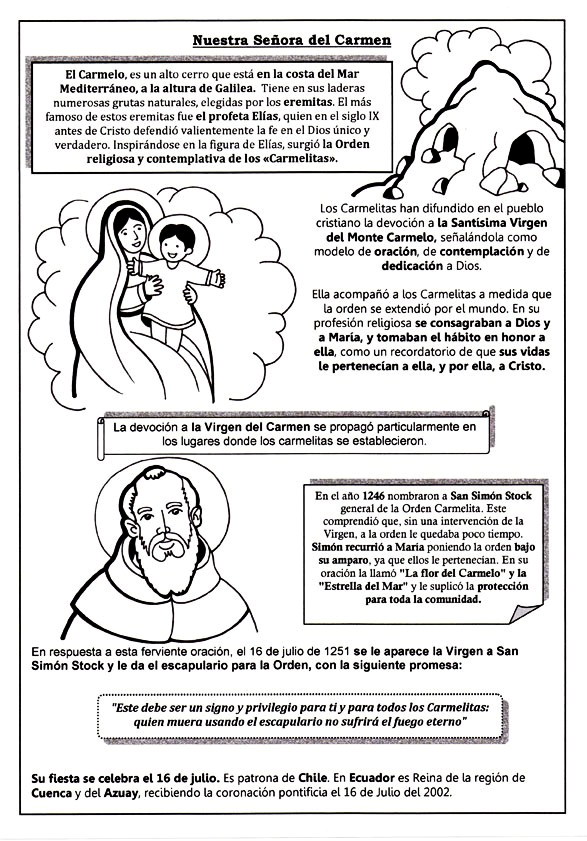 Nuestra Señora del Carmen
El Carmelo, es un alto cerro que está en la costa del Mar
Mediterráneo, a la altura de Galilea. Tiene en sus laderas
numerosas grutas naturales, elegidas por los eremitas. El más
famoso de estos eremitas fue el profeta Elías, quien en el siglo IX
antes de Cristo defendió valientemente la fe en el Dios único y
verdadero. Inspirándose en la figura de Elías, surgió la Orden
religiosa y contemplativa de los «Carmelitas».
Los Carmelitas han difundido en el pueblo
cristiano la devoción a la Santísima Virgen
del Monte Carmelo, señalándola como
modelo de oración, de contemplación y de
dedicación a Dios.
Ella acompañó a los Carmelitas a medida que
la orden se extendió por el mundo. En su
profesión religiosa se consagraban a Dios y
a María, y tomaban el hábito en honor a
ella, como un recordatorio de que sus vidas
le pertenecían a ella, y por ella, a Cristo.
La devoción a la Virgen del Carmen se propagó particularmente en
los lugares donde los carmelitas se establecieron.
En el año 1246 nombraron a San Simón Stock
general de la Orden Carmelita. Este
comprendió que, sin una intervención de la
Virgen, a la orden le quedaba poco tiempo.
Simón recurrió a María poniendo la orden bajo
su amparo, ya que ellos le pertenecían. En su
oración la llamó "La flor del Carmelo" y la
"Estrella del Mar" y le suplicó la protección
para toda la comunidad.
En respuesta a esta ferviente oración, el 16 de julio de 1251 se le aparece la Virgen a San
Simón Stock y le da el escapulario para la Orden, con la siguiente promesa:
"Este debe ser un signo y privilegio para ti y para todos los Carmelitas:
quien muera usando el escapulario no sufrirá el fuego eterno"
Su fiesta se celebra el 16 de julio. Es patrona de Chile. En Ecuador es Reina de la región de
Cuenca y del Azuay, recibiendo la coronación pontificia el 16 de Julio del 2002.